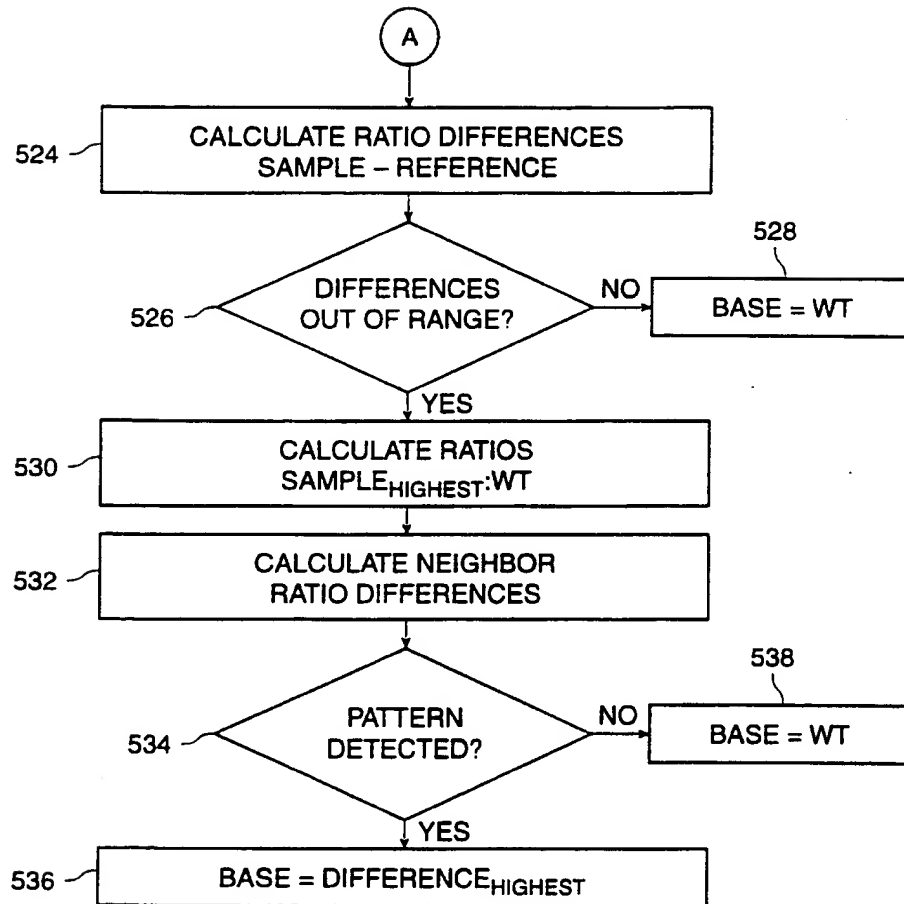 A
CALCULATE RATIO DIFFERENCES
SAMPLE – REFERENCE
524
DIFFERENCES
OUT OF RANGE?
526
NO
528
BASE = WT
YES
CALCULATE RATIOS
SAMPLEHIGHEST:WT
530
CALCULATE NEIGHBOR
RATIO DIFFERENCES
532
PATTERN
DETECTED?
534
NO
538
BASE = WT
YES
BASE = DIFFERENCEHIGHEST
536